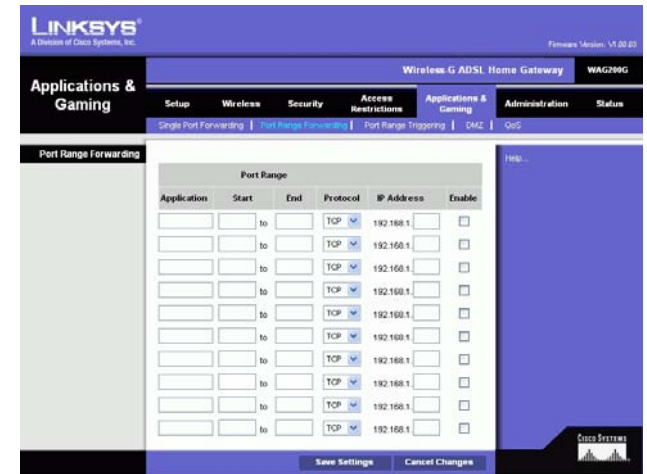 LINKSYS®
A Division of Cisco Systems, Inc.
Firmware Version: V1.00.03
Applications & Gaming
Wireless-G ADSL Home Gateway WAG200G
Setup Wireless Security Access Restrictions Applications & Gaming Administration Status
Single Port Forwarding | Port Range Forwarding | Port Range Triggering | DMZ | QoS
Port Range Forwarding
Help...
Port Range
Application Start End Protocol IP Address Enable
to TCP 192.168.1.
to TCP 192.168.1.
to TCP 192.168.1.
to TCP 192.168.1.
to TCP 192.168.1.
to TCP 192.168.1.
to TCP 192.168.1.
to TCP 192.168.1.
to TCP 192.168.1.
to TCP 192.168.1.
Save Settings Cancel Changes
CISCO SYSTEMS